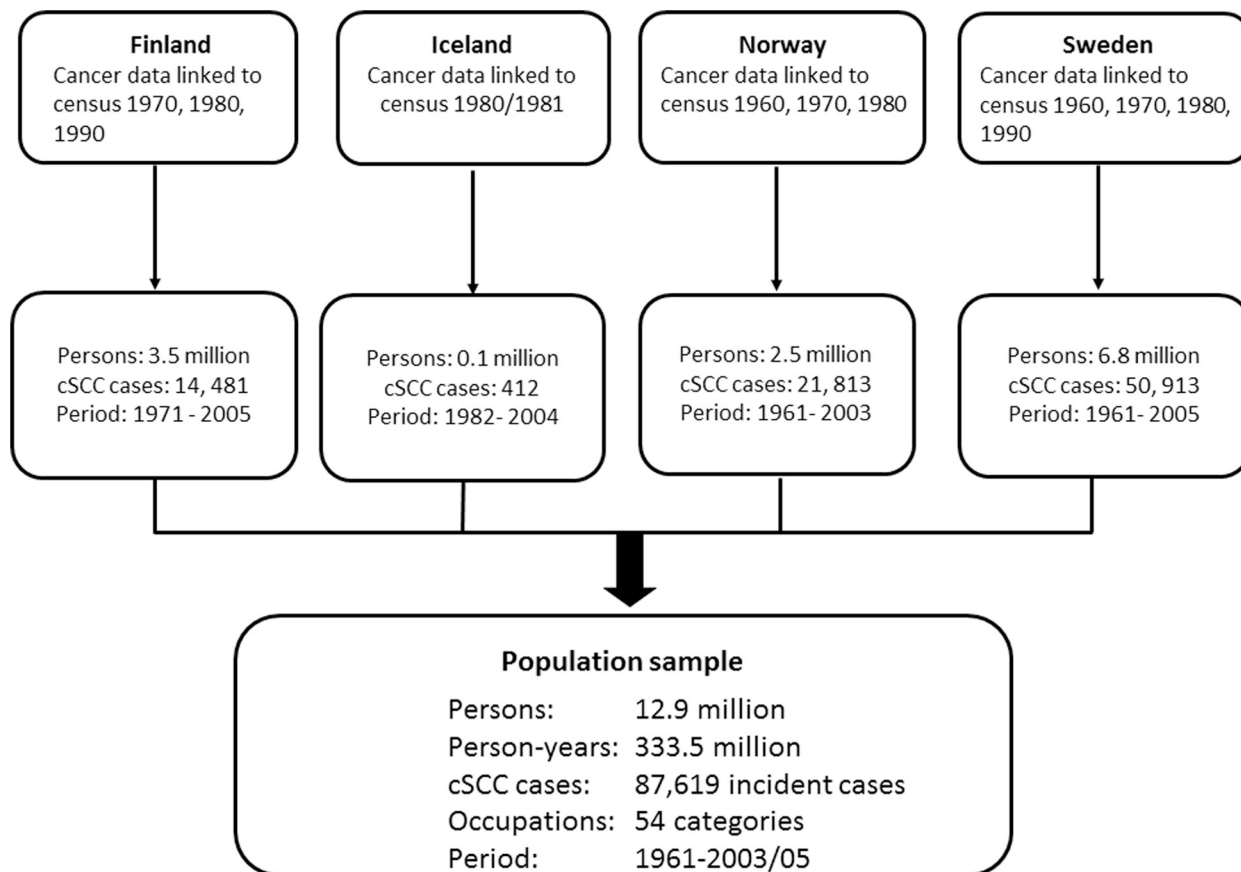 Finland
Cancer data linked to
census 1970, 1980,
1990
Iceland
Cancer data linked to
census 1980/1981
Norway
Cancer data linked to
census 1960, 1970, 1980
Sweden
Cancer data linked to
census 1960, 1970, 1980,
1990
Persons: 3.5 million
cSCC cases: 14, 481
Period: 1971 - 2005
Persons: 0.1 million
cSCC cases: 412
Period: 1982- 2004
Persons: 2.5 million
cSCC cases: 21, 813
Period: 1961- 2003
Persons: 6.8 million
cSCC cases: 50, 913
Period: 1961- 2005
Population sample
Persons: 12.9 million
Person-years: 333.5 million
cSCC cases: 87,619 incident cases
Occupations: 54 categories
Period: 1961-2003/05